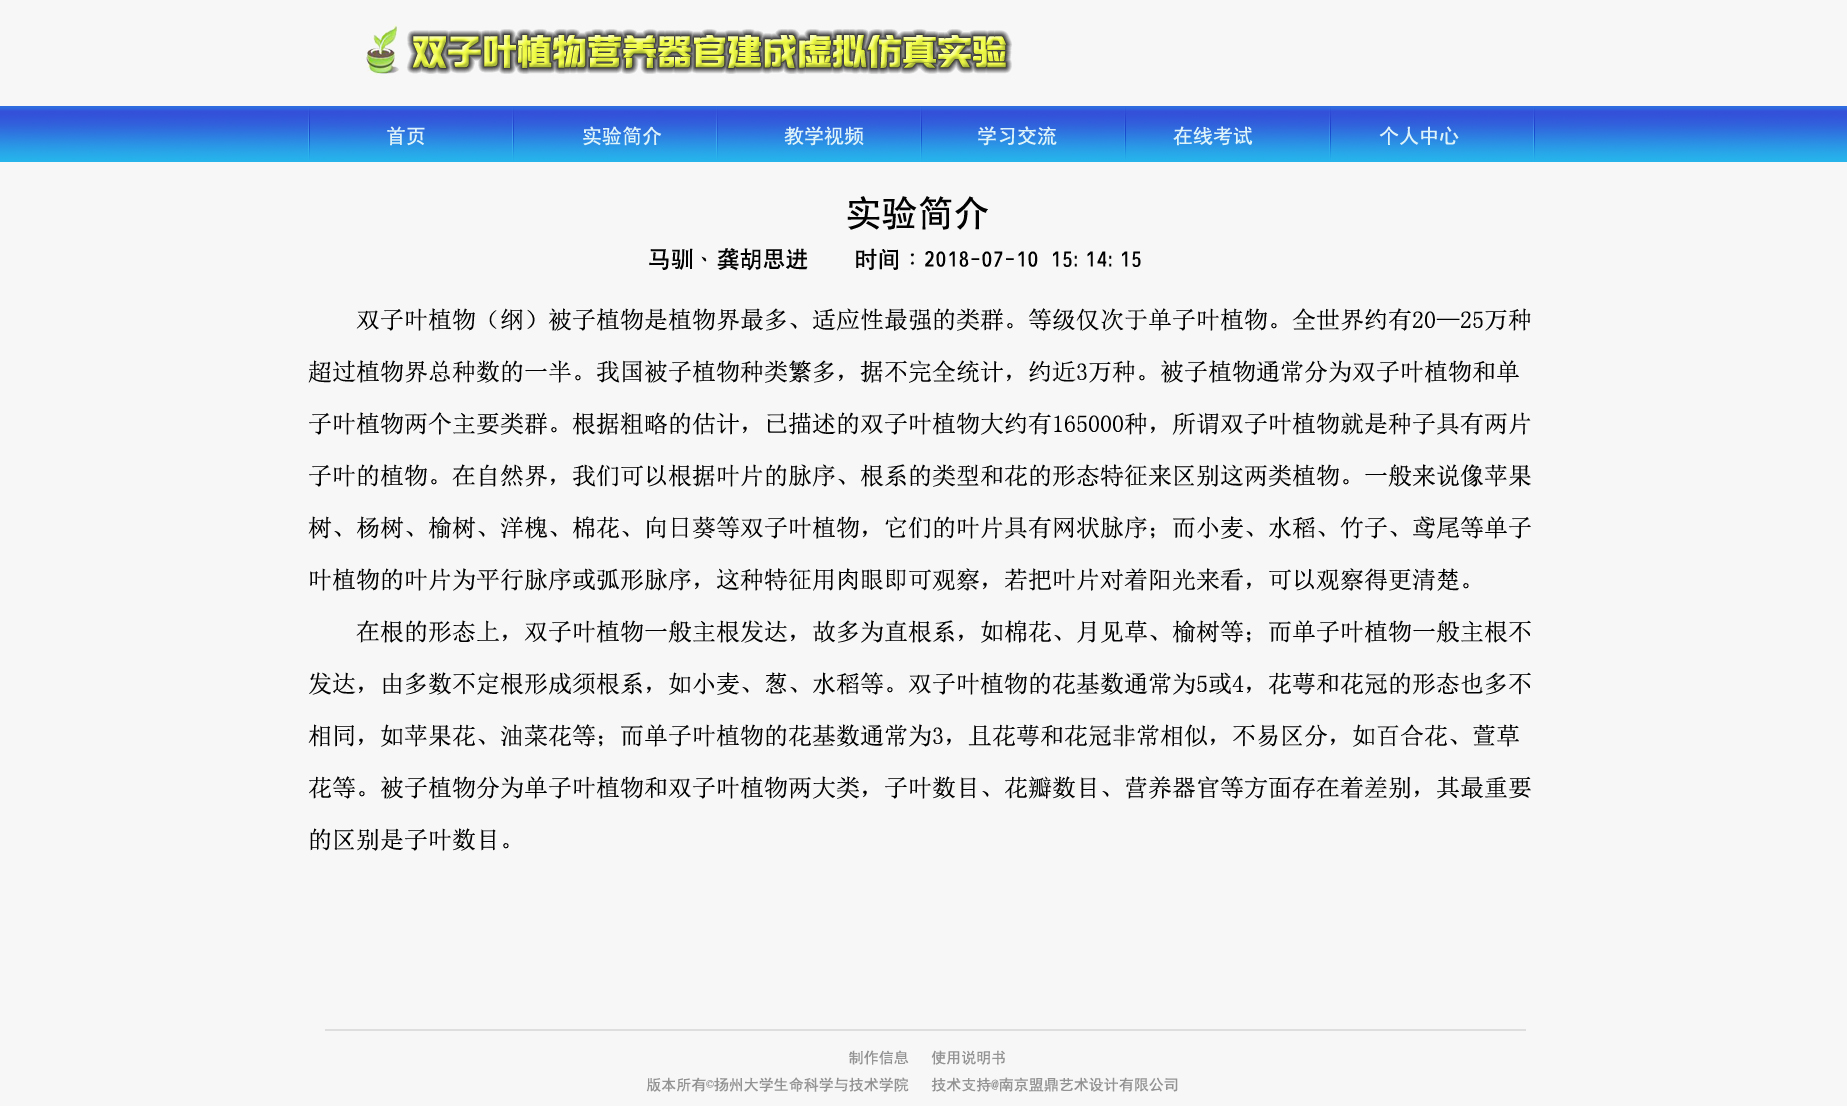 双子叶植物营养器官建成虚拟仿真实验
首页 实验简介 教学视频 学习交流 在线考试 个人中心
实验简介
马驯、龚胡思进 时间：2018-07-10 15:14:15
双子叶植物（纲）被子植物是植物界最多、适应性最强的类群。等级仅次于单子叶植物。全世界约有20—25万种
超过植物界总种数的一半。我国被子植物种类繁多，据不完全统计，约近3万种。被子植物通常分为双子叶植物和单
子叶植物两个主要类群。根据粗略的估计，已描述的双子叶植物大约有165000种，所谓双子叶植物就是种子具有两片
子叶的植物。在自然界，我们可以根据叶片的脉序、根系的类型和花的形态特征来区别这两类植物。一般来说像苹果
树、杨树、榆树、洋槐、棉花、向日葵等双子叶植物，它们的叶片具有网状脉序；而小麦、水稻、竹子、鸢尾等单子
叶植物的叶片为平行脉序或弧形脉序，这种特征用肉眼即可观察，若把叶片对着阳光来看，可以观察得更清楚。
在根的形态上，双子叶植物一般主根发达，故多为直根系，如棉花、月见草、榆树等；而单子叶植物一般主根不
发达，由多数不定根形成须根系，如小麦、葱、水稻等。双子叶植物的花基数通常为5或4，花萼和花冠的形态也多不
相同，如苹果花、油菜花等；而单子叶植物的花基数通常为3，且花萼和花冠非常相似，不易区分，如百合花、萱草
花等。被子植物分为单子叶植物和双子叶植物两大类，子叶数目、花瓣数目、营养器官等方面存在着差别，其最重要
的区别是子叶数目。
制作信息 使用说明书
版本所有©扬州大学生命科学与技术学院 技术支持@南京盟鼎艺术设计有限公司